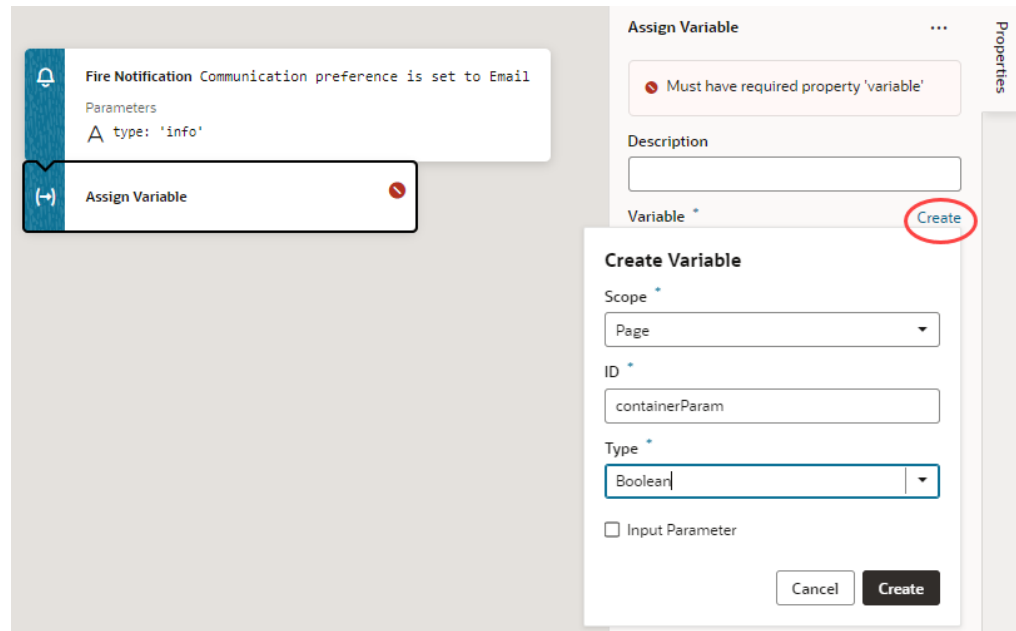 Fire Notification Communication preference is set to Email
Parameters
A type: 'info'
(→) Assign Variable
Assign Variable ...
Must have required property 'variable'
Description
Variable * Create
Create Variable
Scope *
Page
ID *
containerParam
Type *
Boolean
Input Parameter
Cancel Create
Properties